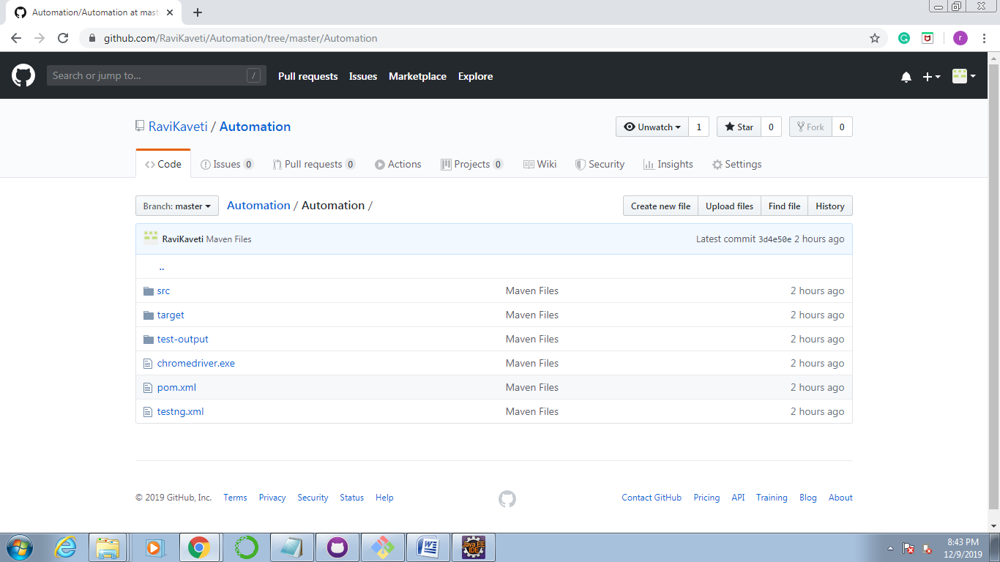 Automation/Automation at mast
github.com/RaviKaveti/Automation/tree/master/Automation
r
Search or jump to... /
Pull requests Issues Marketplace Explore
RaviKaveti / Automation
Unwatch 1 Star 0 Fork 0
Code Issues 0 Pull requests 0 Actions Projects 0 Wiki Security Insights Settings
Branch: master Automation / Automation / Create new file Upload files Find file History
RaviKaveti Maven Files Latest commit 3d4e50e 2 hours ago
..
src Maven Files 2 hours ago
target Maven Files 2 hours ago
test-output Maven Files 2 hours ago
chromedriver.exe Maven Files 2 hours ago
pom.xml Maven Files 2 hours ago
testng.xml Maven Files 2 hours ago
© 2019 GitHub, Inc. Terms Privacy Security Status Help Contact GitHub Pricing API Training Blog About
Java EE
IDE
8:43 PM
12/9/2019